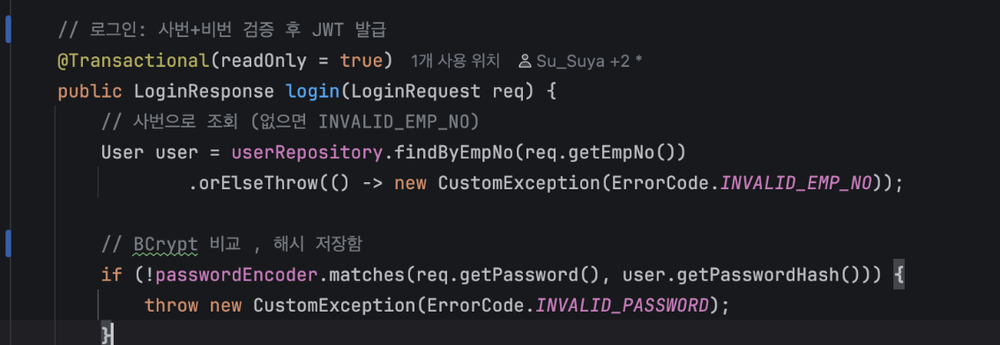 // 로그인: 사번+비번 검증 후 JWT 발급
@Transactional(readOnly = true) 1개 사용 위치 Su_Suya +2 *
public LoginResponse login(LoginRequest req) {
// 사번으로 조회 (없으면 INVALID_EMP_NO)
User user = userRepository.findByEmpNo(req.getEmpNo())
.orElseThrow(() -> new CustomException(ErrorCode.INVALID_EMP_NO));
// BCrypt 비교 , 해시 저장함
if (!passwordEncoder.matches(req.getPassword(), user.getPasswordHash())) {
throw new CustomException(ErrorCode.INVALID_PASSWORD);
}